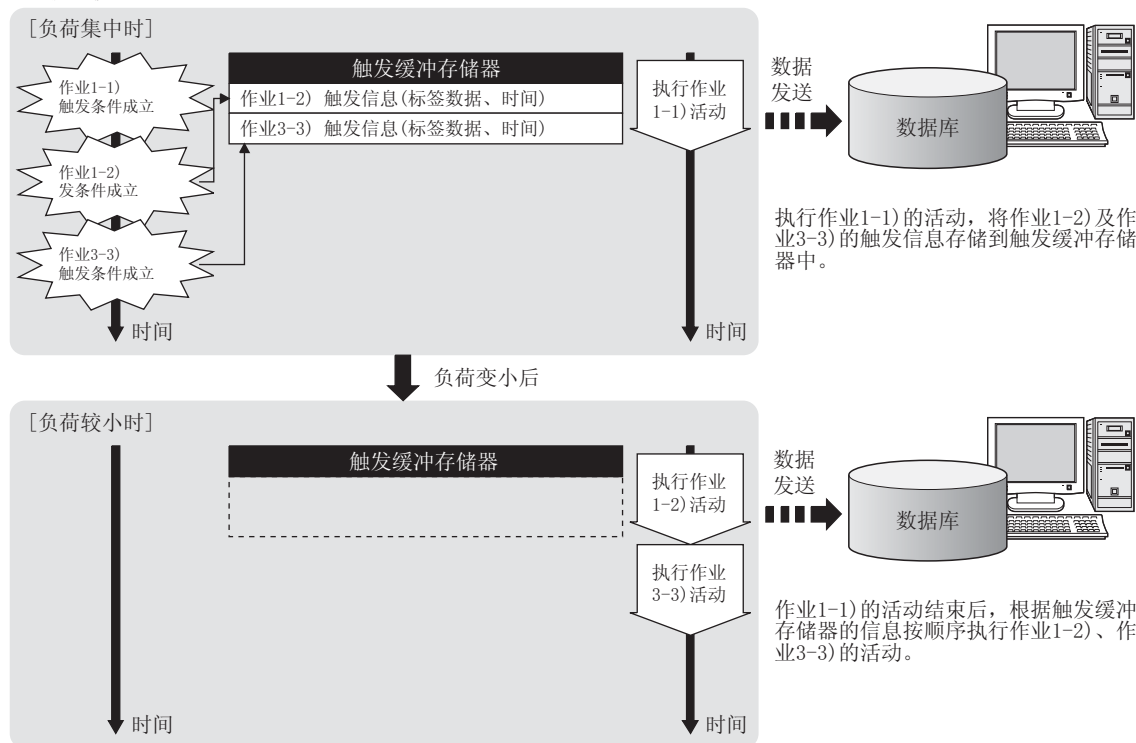 [负荷集中时]
作业1-1)
触发条件成立
作业1-2)
发条件成立
作业3-3)
触发条件成立
时间
触发缓冲存储器
作业1-2) 触发信息(标签数据、时间)
作业3-3) 触发信息(标签数据、时间)
执行作业
1-1)活动
时间
数据
发送
数据库
执行作业1-1)的活动，将作业1-2)及作
业3-3)的触发信息存储到触发缓冲存储
器中。
负荷变小后
[负荷较小时]
时间
触发缓冲存储器
执行作业
1-2)活动
执行作业
3-3)活动
时间
数据
发送
数据库
作业1-1)的活动结束后，根据触发缓冲
存储器的信息按顺序执行作业1-2)、作
业3-3)的活动。